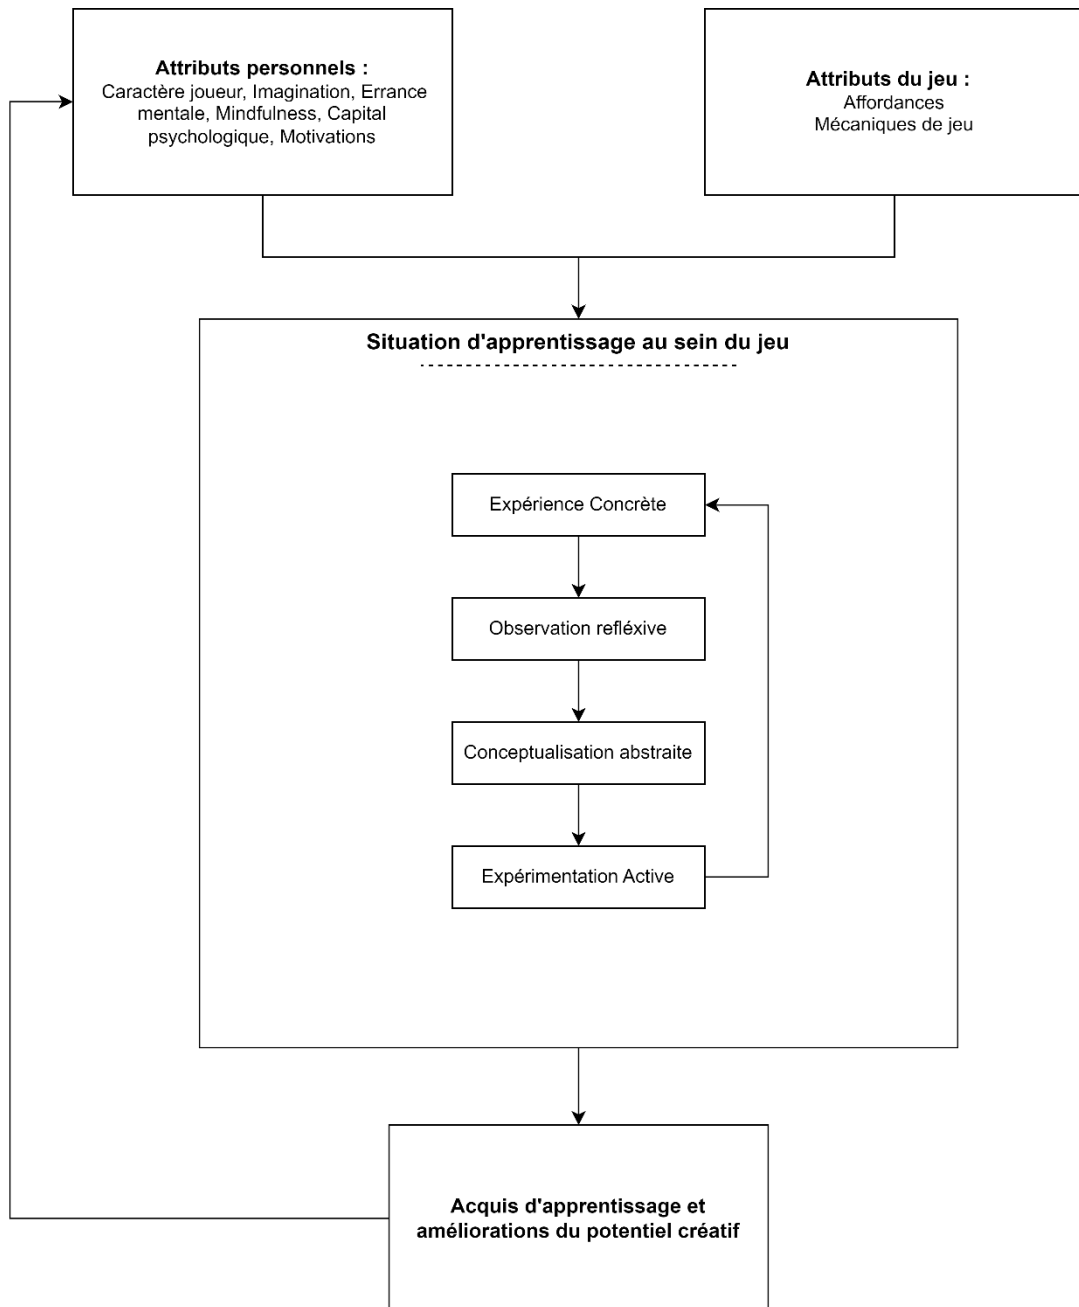 Attributs personnels :
Caractère joueur, Imagination, Errance
mentale, Mindfulness, Capital
psychologique, Motivations
Attributs du jeu :
Affordances
Mécaniques de jeu
Situation d'apprentissage au sein du jeu
Expérience Concrète
Observation refléxive
Conceptualisation abstraite
Expérimentation Active
Acquis d'apprentissage et
améliorations du potentiel créatif